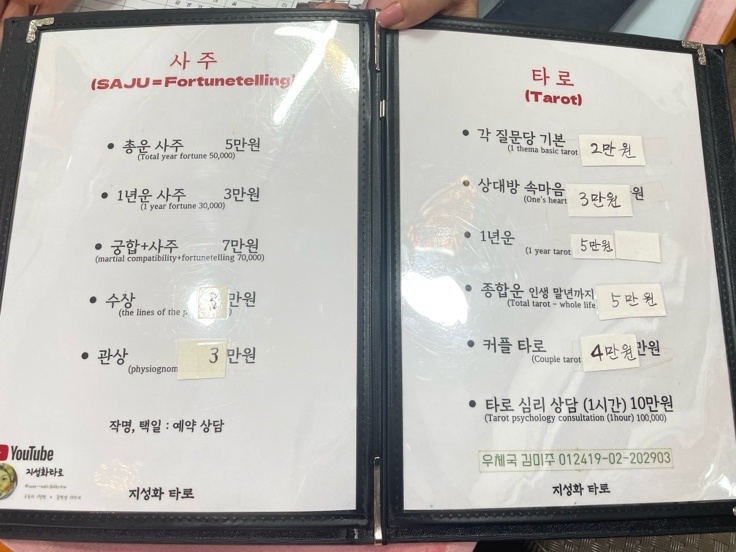 사주
(SAJU=Fortunetelling)
총운 사주 5만원
(Total year fortune 50,000)
1년운 사주 3만원
(1 year fortune 30,000)
궁합+사주 7만원
(martial compatibility+fortunetelling 70,000)
수상 만원
(the lines of the
관상 3만원
(physiognom
작명, 택일 : 예약 상담
YouTube
지성화타로
지성화 타로
타로
(Tarot)
각 질문당 기본 2만원
(1 thema basic tarot
상대방 속마음 3만원 원
(One's heart
1년운 5만원
(1 year tarot
종합운 인생 말년까지 5만원
(Total tarot - whole life
커플 타로 4만원만원
(Couple tarot
타로 심리 상담 (1시간) 10만원
(Tarot psychology consultation (1hour) 100,000)
우체국 김미주 012419-02-202903
지성화 타로